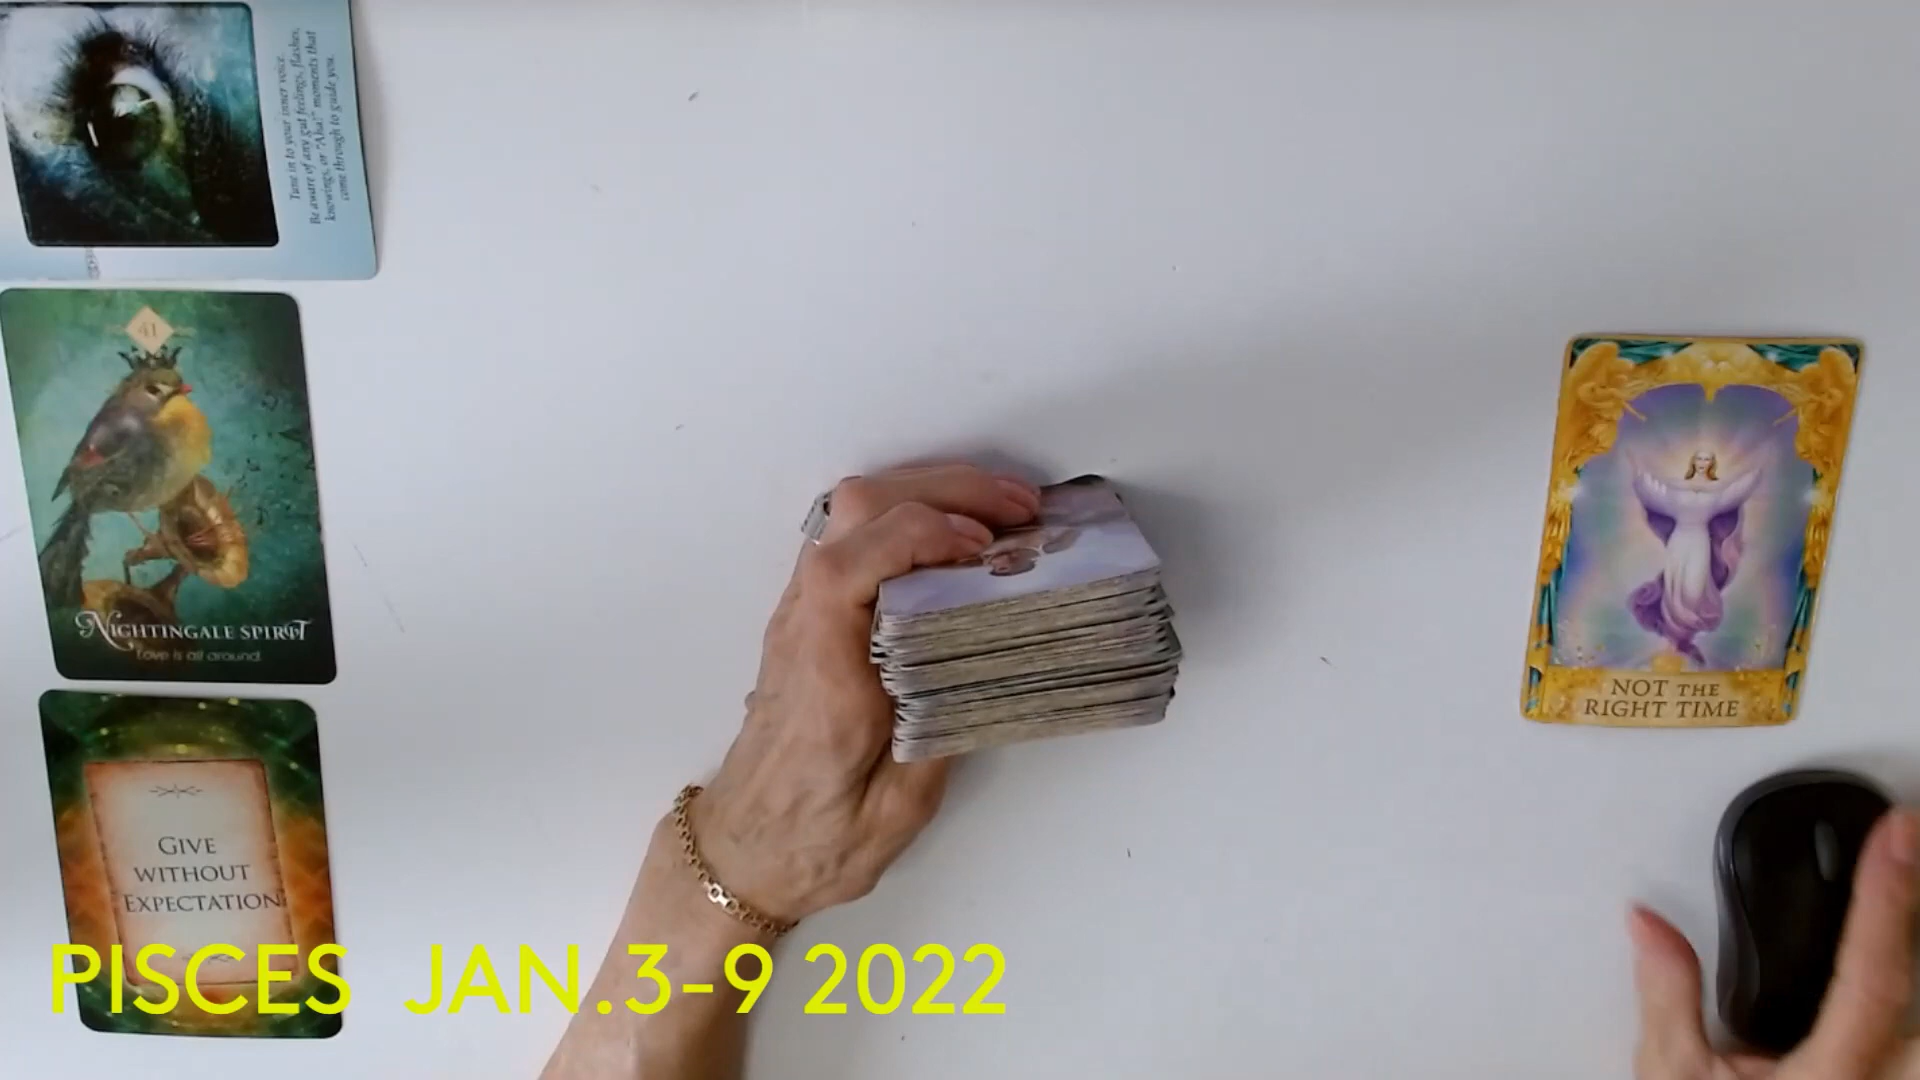 Tune in to your inner voice.
Be aware of any gut feelings, flashes,
knowings, or "Aha!" moments that
come through to guide you.
41
NIGHTINGALE SPIRIT
Love is all around.
GIVE
WITHOUT
EXPECTATION
NOT THE
RIGHT TIME
PISCES JAN.3-9 2022